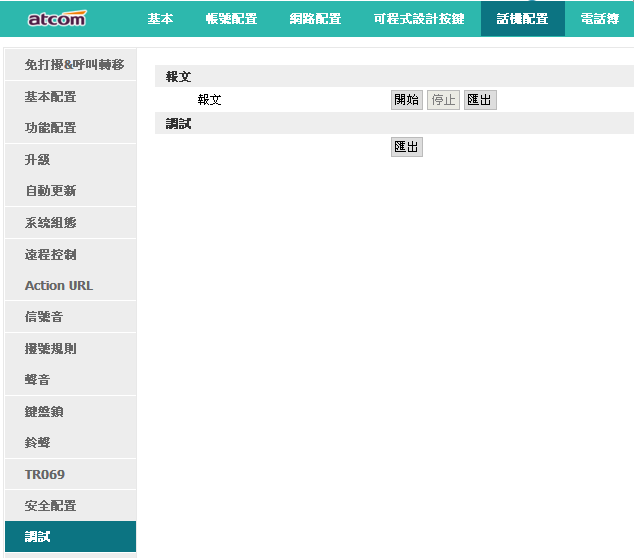 atcom
基本 帳號配置 網路配置 可程式設計按鍵 話機配置 電話簿
免打擾&呼叫轉移
基本配置
功能配置
升級
自動更新
系統組態
遠程控制
Action URL
信號音
撥號規則
聲音
鍵盤鎖
鈴聲
TR069
安全配置
調試
報文
報文 開始 停止 匯出
調試
匯出